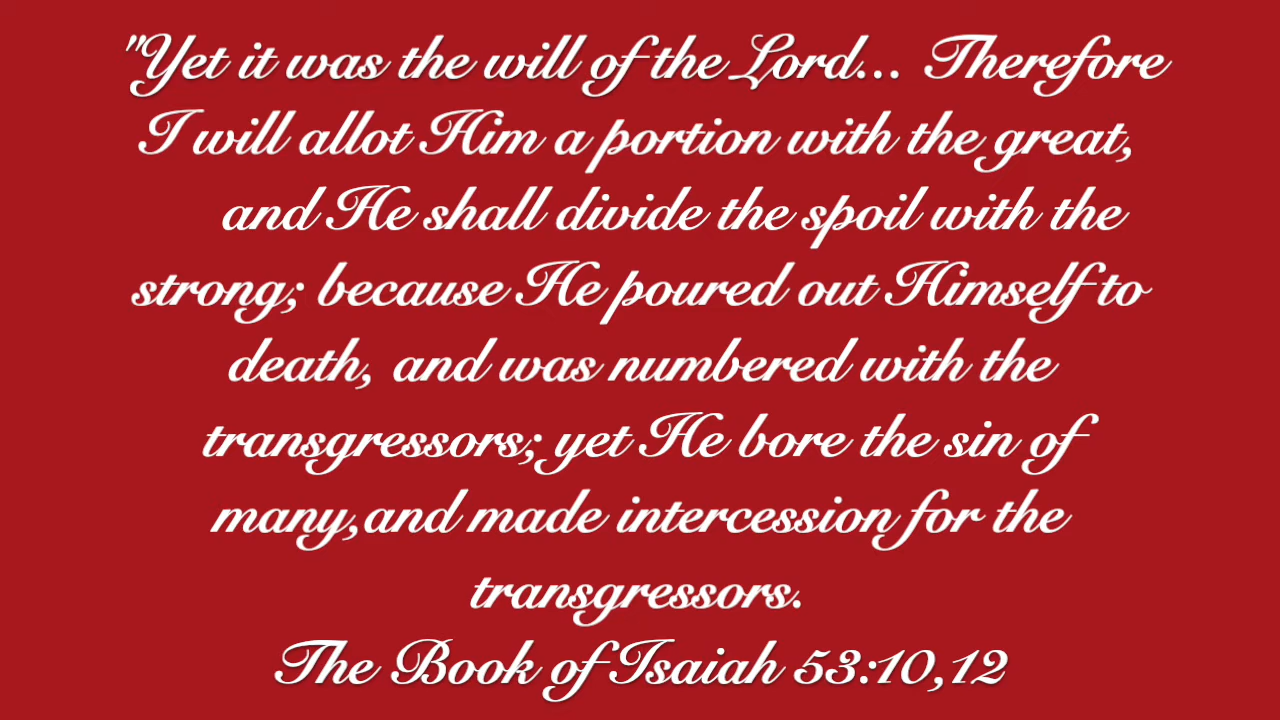 "Yet it was the will of the Lord... Therefore
I will allot Him a portion with the great,
and He shall divide the spoil with the
strong; because He poured out Himself to
death, and was numbered with the
transgressors; yet He bore the sin of
many,and made intercession for the
transgressors.
The Book of Isaiah 53:10,12